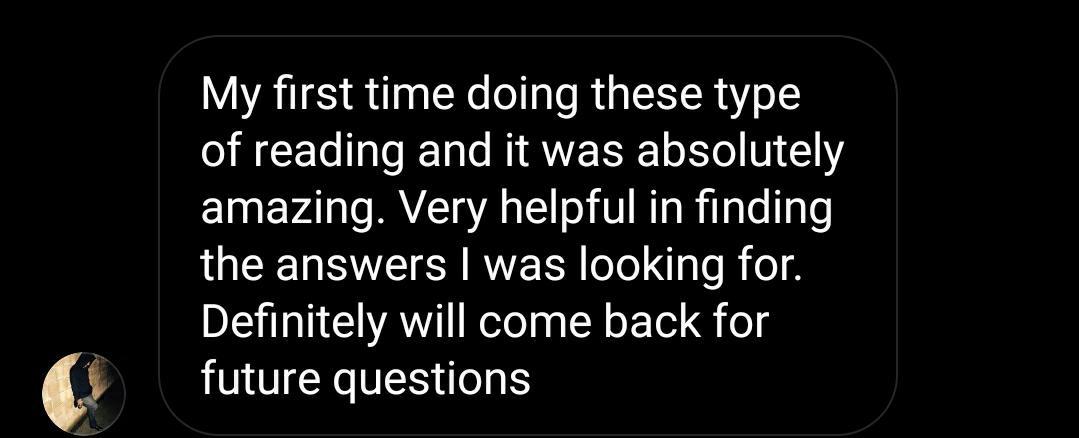 My first time doing these type
of reading and it was absolutely
amazing. Very helpful in finding
the answers I was looking for.
Definitely will come back for
future questions